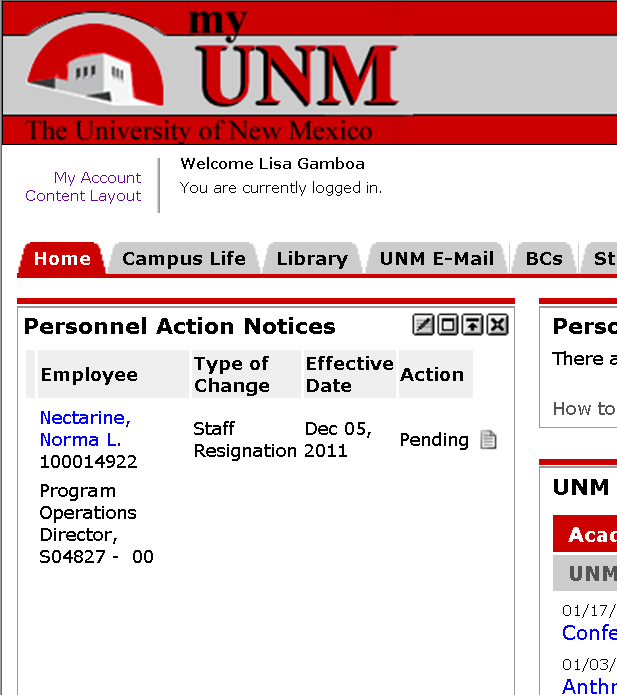 my
UNM
The University of New Mexico
My Account
Content Layout
Welcome Lisa Gamboa
You are currently logged in.
Home
Campus Life
Library
UNM E-Mail
BCs
St
Personnel Action Notices
Employee
Type of
Change
Effective
Date
Action
Nectarine,
Norma L.
100014922
Staff
Resignation
Dec 05,
2011
Pending
Program
Operations
Director,
S04827 - 00
Perso
There a
How to
UNM
Acad
UNM
01/17/
Confe
01/03/
Anthr